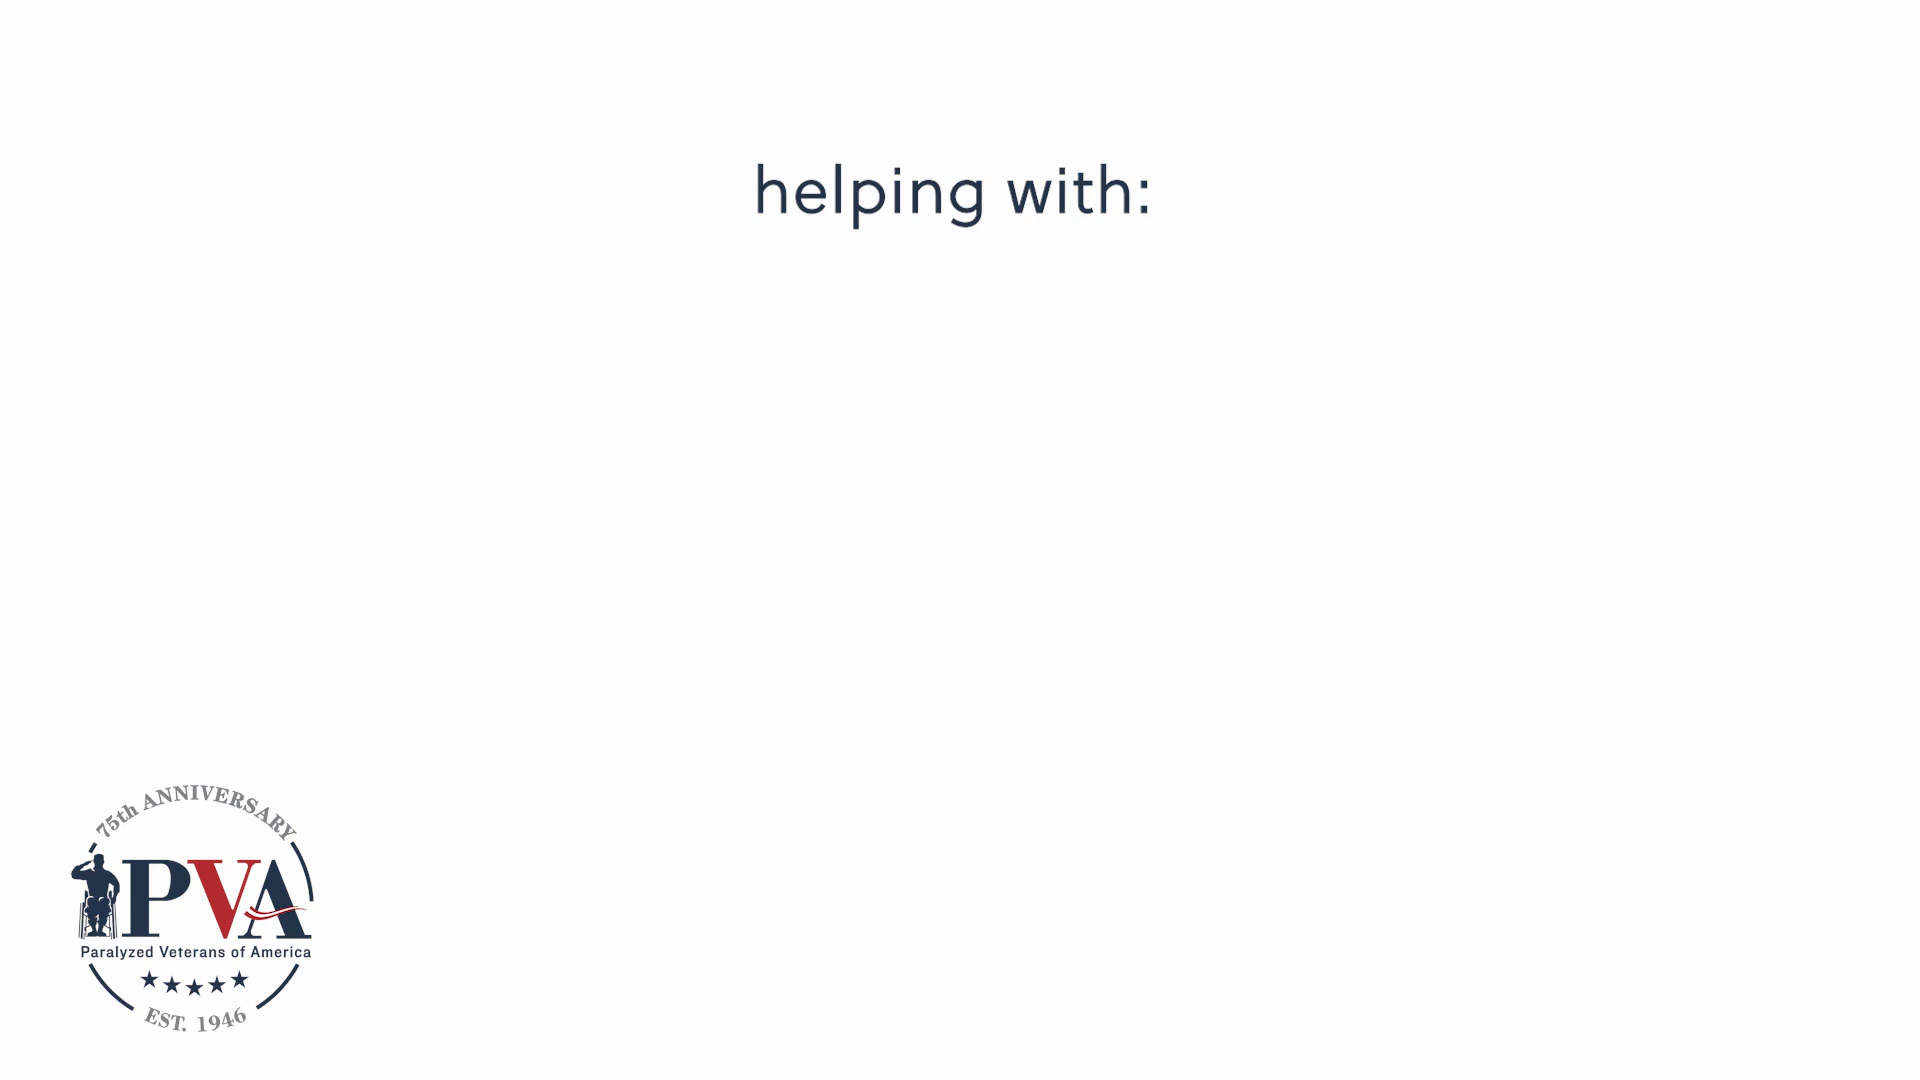 helping with:
75th ANNIVERSARY
PVA
Paralyzed Veterans of America
EST. 1946